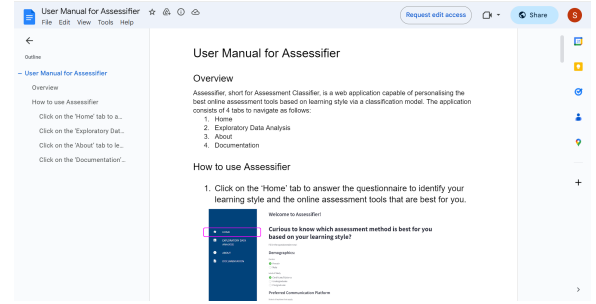 User Manual for Assessifier
File Edit View Tools Help
Request edit access
Share
S
Outline
User Manual for Assessifier
Overview
How to use Assessifier
Click on the 'Home' tab to a...
Click on the 'Exploratory Dat...
Click on the 'About' tab to le...
Click on the 'Documentation'...
User Manual for Assessifier
Overview
Assessifier, short for Assessment Classifier, is a web application capable of personalising the
best online assessment tools based on learning style via a classification model. The application
consists of 4 tabs to navigate as follows:
1. Home
2. Exploratory Data Analysis
3. About
4. Documentation
How to use Assessifier
1. Click on the 'Home' tab to answer the questionnaire to identify your
learning style and the online assessment tools that are best for you.
HOME
EXPLORATORY DATA
ANALYSIS
ABOUT
DOCUMENTATION
Welcome to Assessifier!
Curious to know which assessment method is best for you
based on your learning style?
Demographics
Preferred Communication Platform